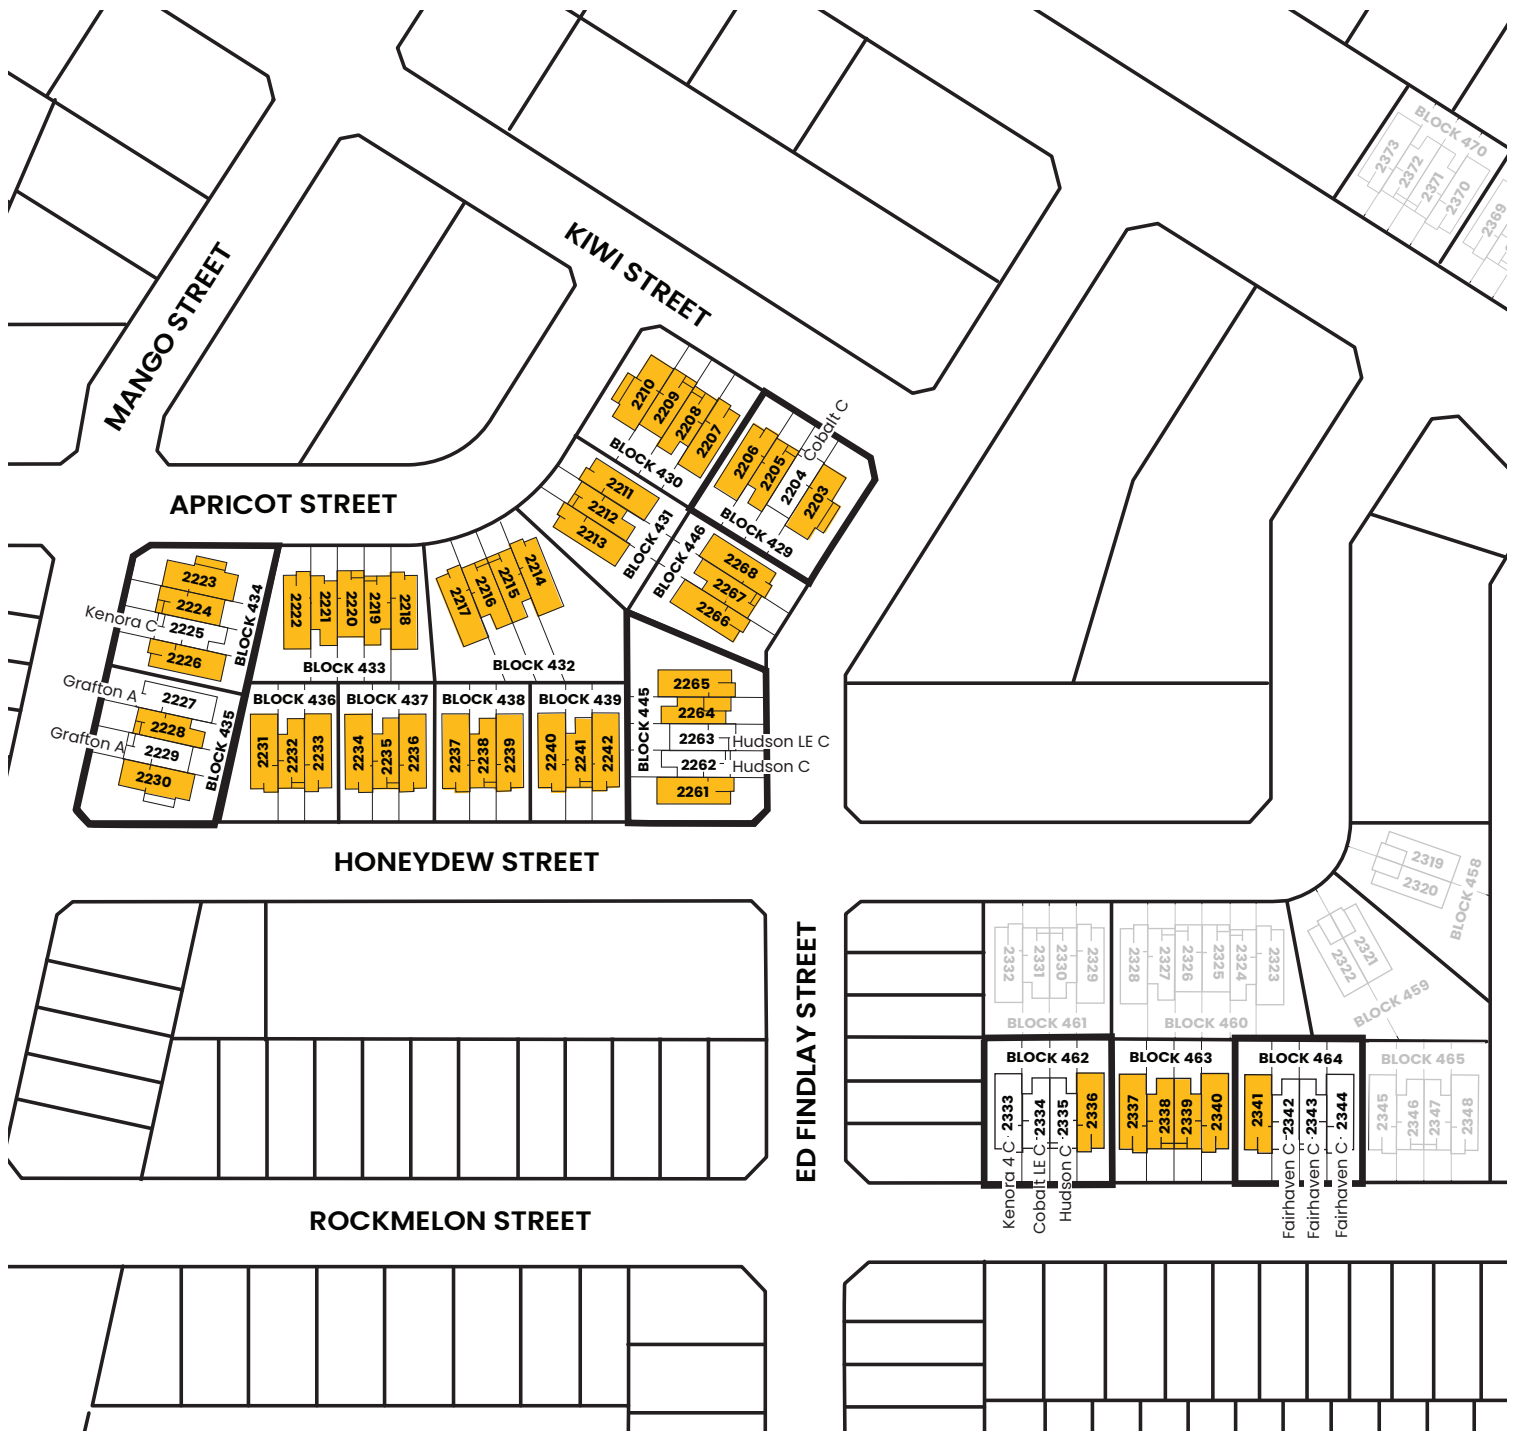 BLOCK 470
2373
2372
2371
2370
2369
KIWI STREET
MANGO STREET
2210
2209
2208
2207
BLOCK 430
Cobalt C
2206
2205
2204
2203
BLOCK 429
APRICOT STREET
2211
2212
2213
BLOCK 431
BLOCK 446
2268
2267
2266
2223
2224
Kenora C
2225
2226
BLOCK 434
2222
2221
2220
2219
2218
BLOCK 433
2217
2216
2215
2214
BLOCK 432
Grafton A
2227
2228
Grafton A
2229
2230
BLOCK 435
BLOCK 436
2231
2232
2233
BLOCK 437
2234
2235
2236
BLOCK 438
2237
2238
2239
BLOCK 439
2240
2241
2242
BLOCK 445
2265
2264
2263 Hudson LE C
2262 Hudson C
2261
HONEYDEW STREET
2319
2320
BLOCK 458
2321
2322
BLOCK 459
ED FINDLAY STREET
2332
2331
2330
2329
BLOCK 461
2328
2327
2326
2325
2324
2323
BLOCK 460
BLOCK 462
Kenora 4 C 2333
Cobalt LE C 2334
Hudson C 2335
2336
BLOCK 463
2337
2338
2339
2340
BLOCK 464
2341
Fairhaven C 2342
Fairhaven C 2343
Fairhaven C 2344
BLOCK 465
2345
2346
2347
2348
ROCKMELON STREET